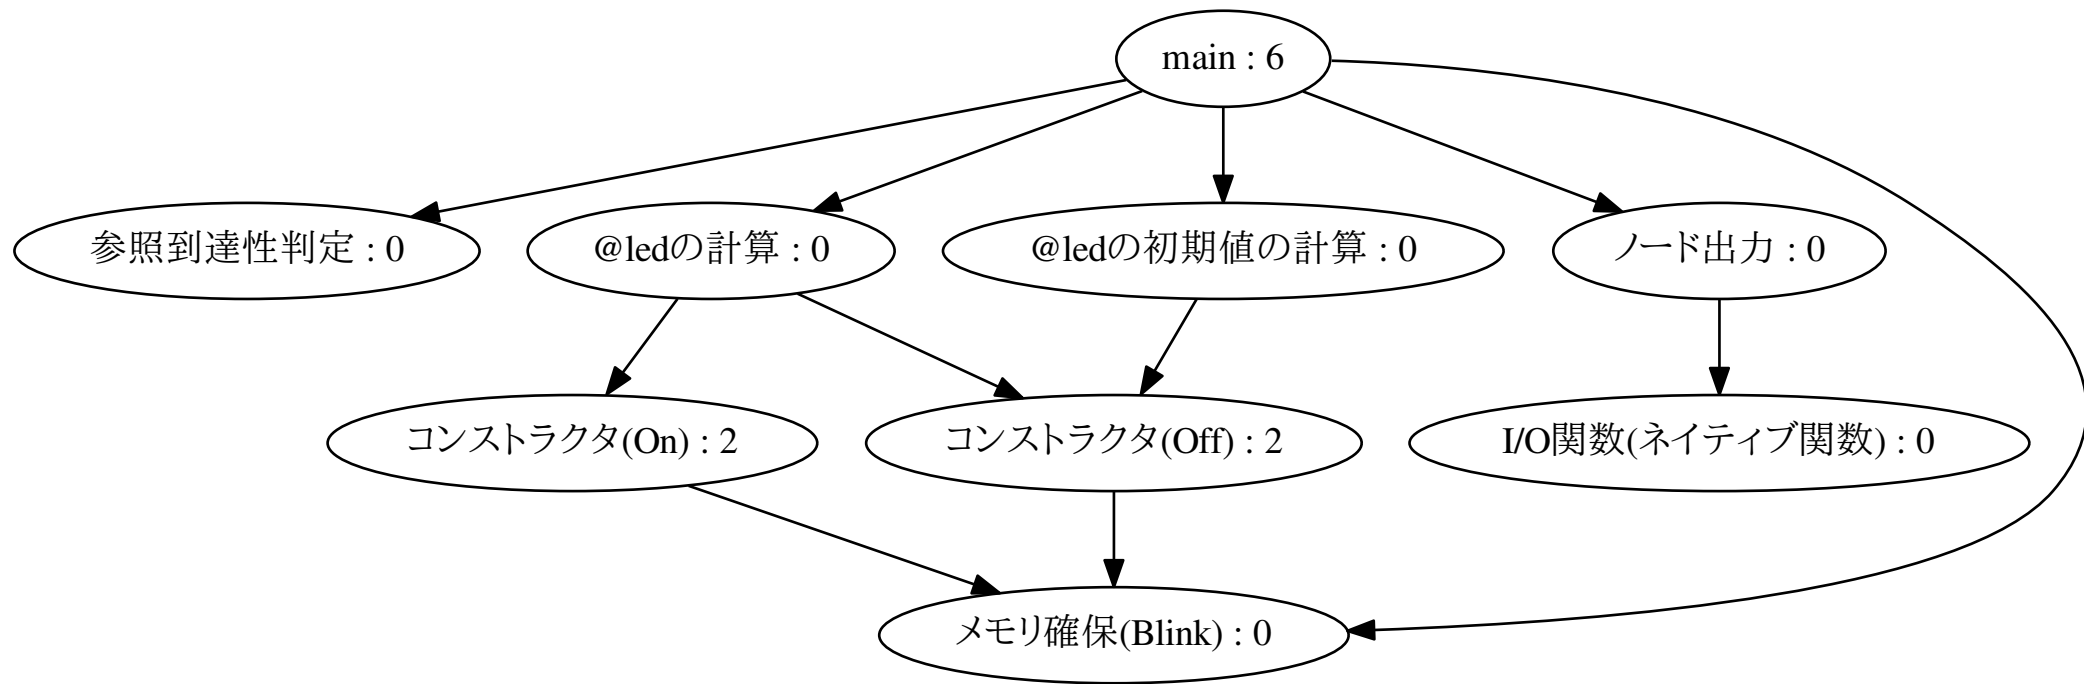 main : 6
参照到達性判定 : 0
@ledの計算 : 0
@ledの初期値の計算 : 0
ノード出力 : 0
コンストラクタ(On) : 2
コンストラクタ(Off) : 2
I/O関数(ネイティブ関数) : 0
メモリ確保(Blink) : 0